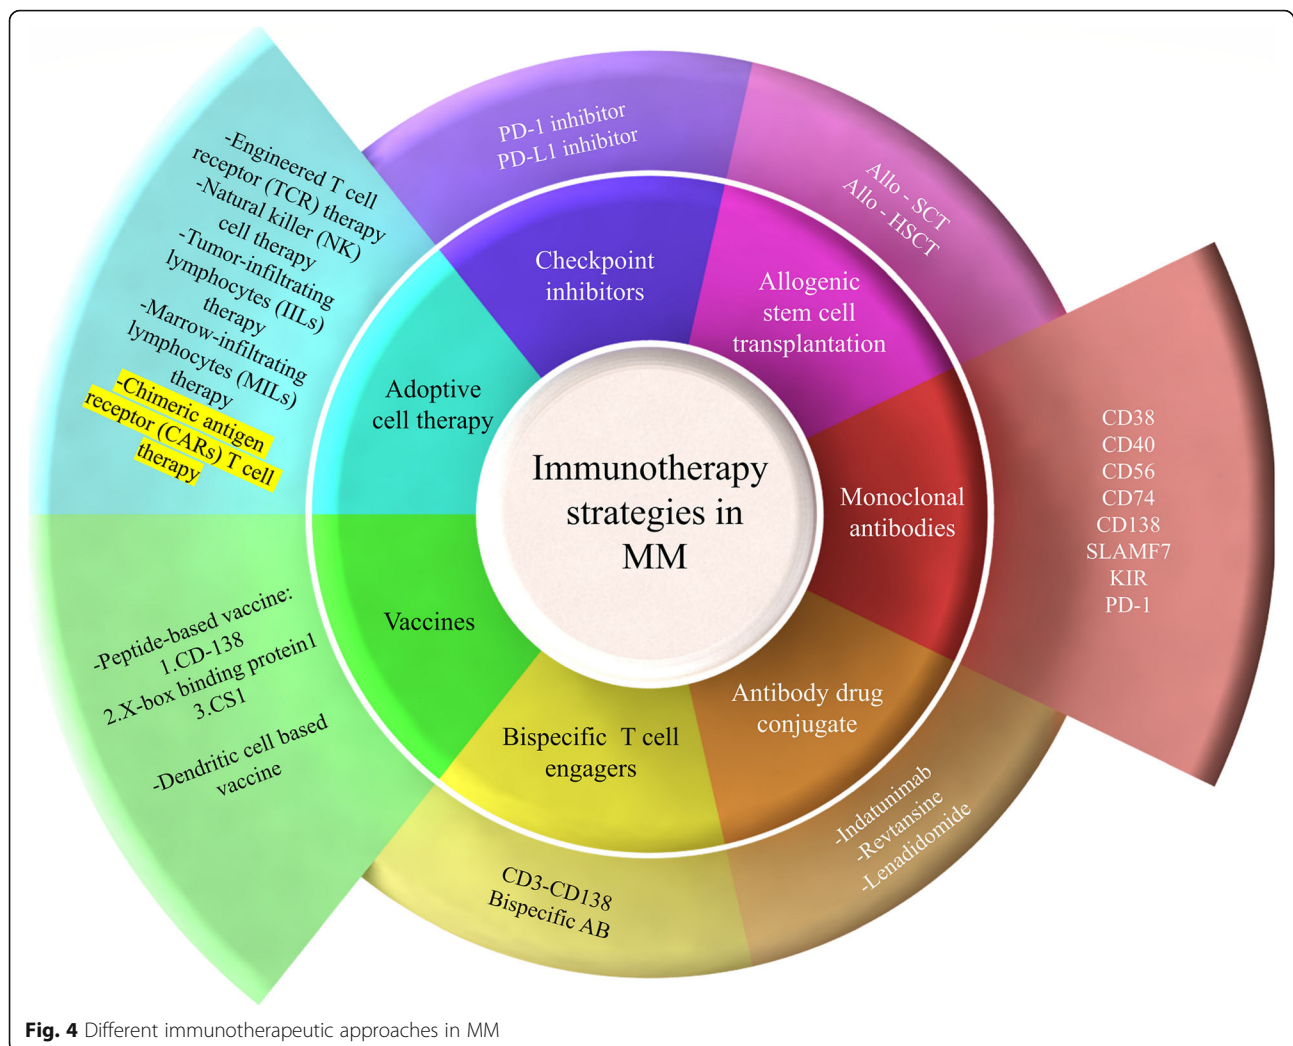 PD-1 inhibitor
PD-L1 inhibitor
Allo - SCT
Allo - HSCT
-Engineered T cell
receptor (TCR) therapy
-Natural killer (NK)
cell therapy
-Tumor-infiltrating
lymphocytes (IILs)
therapy
-Marrow-infiltrating
lymphocytes (MILs)
therapy
-Chimeric antigen
receptor (CARs) T cell
therapy
Checkpoint
inhibitors
Allogenic
stem cell
transplantation
Adoptive
cell therapy
Immunotherapy
strategies in
MM
Monoclonal
antibodies
CD38
CD40
CD56
CD74
CD138
SLAMF7
KIR
PD-1
Vaccines
-Peptide-based vaccine:
1.CD-138
2.X-box binding protein1
3.CS1
-Dendritic cell based
vaccine
Bispecific T cell
engagers
Antibody drug
conjugate
-Indatunimab
-Revtansine
-Lenadidomide
CD3-CD138
Bispecific AB
Fig. 4 Different immunotherapeutic approaches in MM